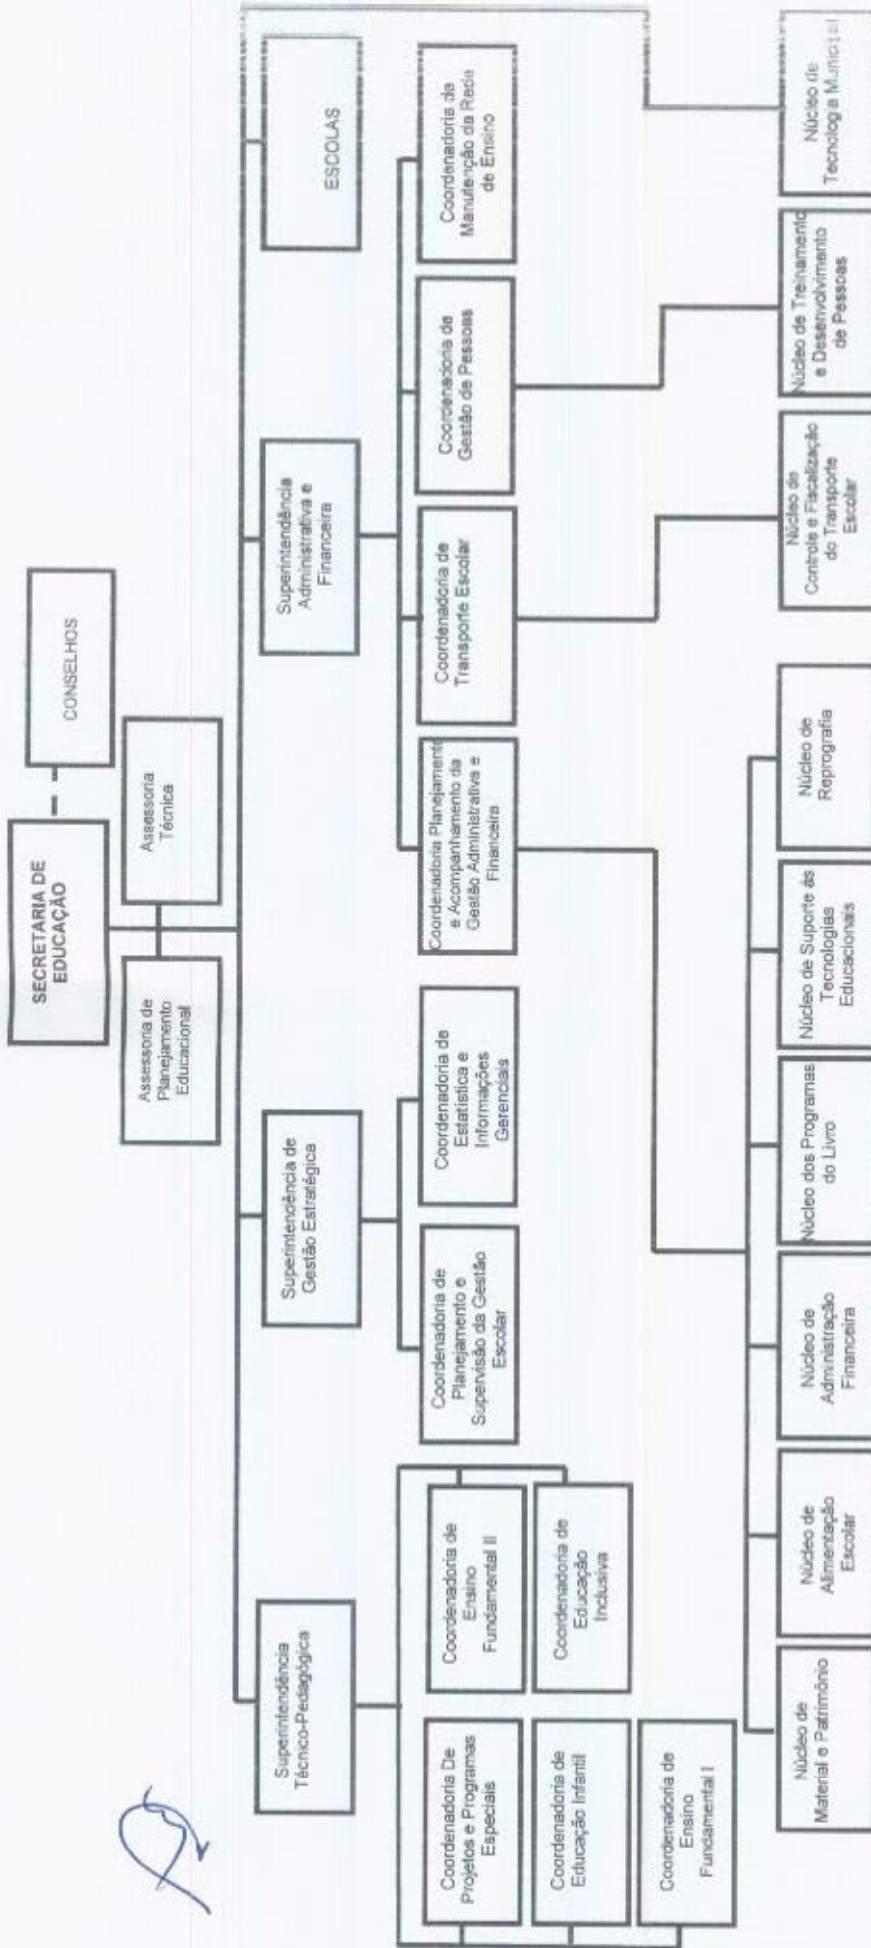 SECRETARIA DE
EDUCAÇÃO
CONSELHOS
Assessoria de
Planejamento
Educacional
Assessoria
Técnica
Superintendência
Técnico-Pedagógica
Superintendência de
Gestão Estratégica
Superintendência
Administrativa e
Financeira
ESCOLAS
Coordenadoria De
Projetos e Programas
Especiais
Coordenadoria de
Ensino
Fundamental II
Coordenadoria de
Educação Infantil
Coordenadoria de
Educação
Inclusiva
Coordenadoria de
Ensino
Fundamental I
Coordenadoria de
Planejamento e
Supervisão da Gestão
Escolar
Coordenadoria de
Estatística e
Informações
Gerenciais
Coordenadoria Planejamento
e Acompanhamento da
Gestão Administrativa e
Financeira
Coordenadoria de
Transporte Escolar
Coordenadoria de
Gestão de Pessoas
Coordenadoria da
Manutenção da Rede
de Ensino
Núcleo de
Material e Patrimônio
Núcleo de
Alimentação
Escolar
Núcleo de
Administração
Financeira
Núcleo dos Programas
do Livro
Núcleo de Suporte às
Tecnologias
Educacionais
Núcleo de
Reprografia
Núcleo de
Controle e Fiscalização
do Transporte
Escolar
Núcleo de Treinamento
e Desenvolvimento
de Pessoas
Núcleo de
Tecnologia Municipal